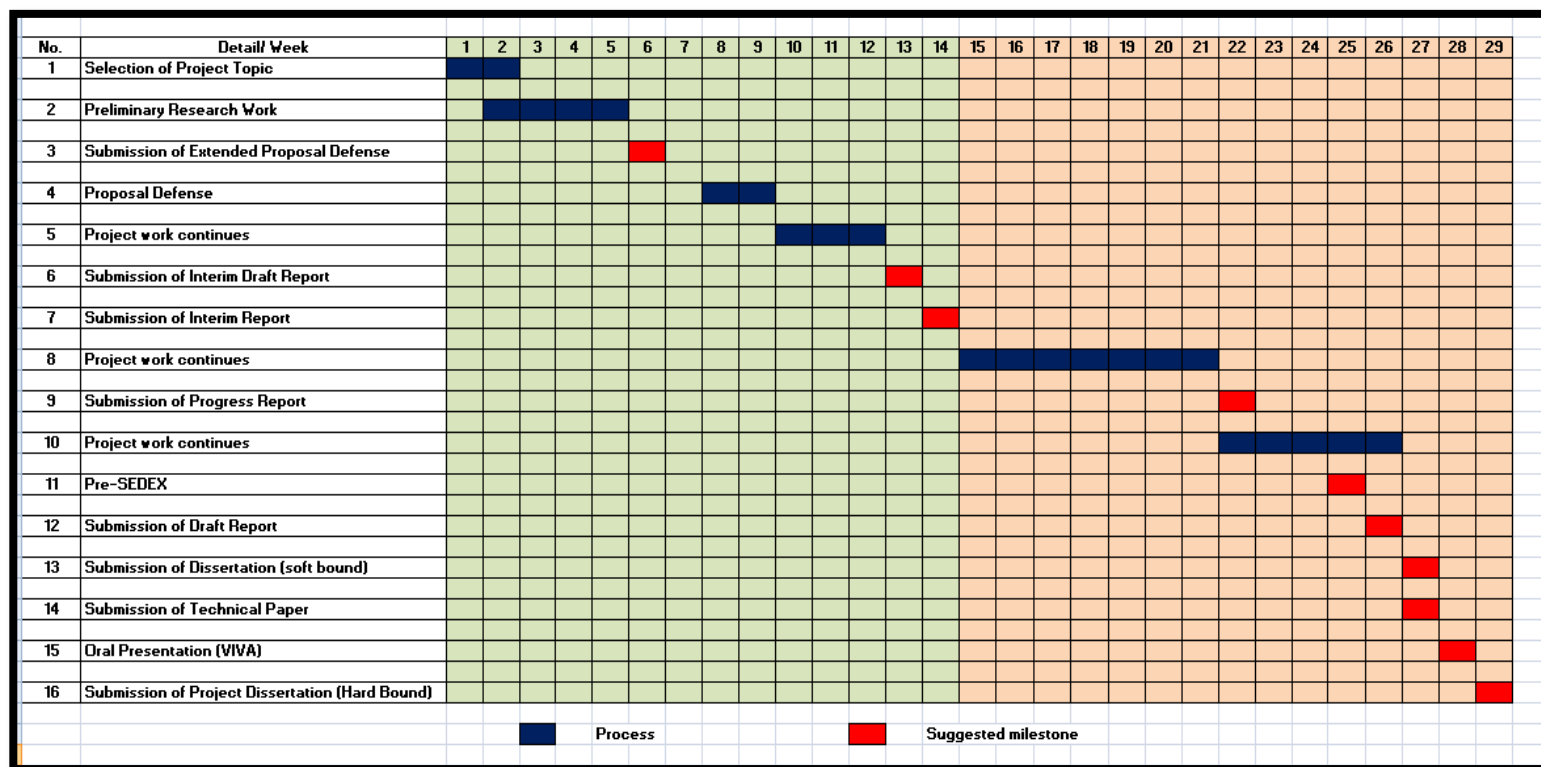 No. Detail/ Week 1 2 3 4 5 6 7 8 9 10 11 12 13 14 15 16 17 18 19 20 21 22 23 24 25 26 27 28 29
1 Selection of Project Topic
2 Preliminary Research Work
3 Submission of Extended Proposal Defense
4 Proposal Defense
5 Project work continues
6 Submission of Interim Draft Report
7 Submission of Interim Report
8 Project work continues
9 Submission of Progress Report
10 Project work continues
11 Pre-SEDEX
12 Submission of Draft Report
13 Submission of Dissertation (soft bound)
14 Submission of Technical Paper
15 Oral Presentation (VIVA)
16 Submission of Project Dissertation (Hard Bound)
Process Suggested milestone